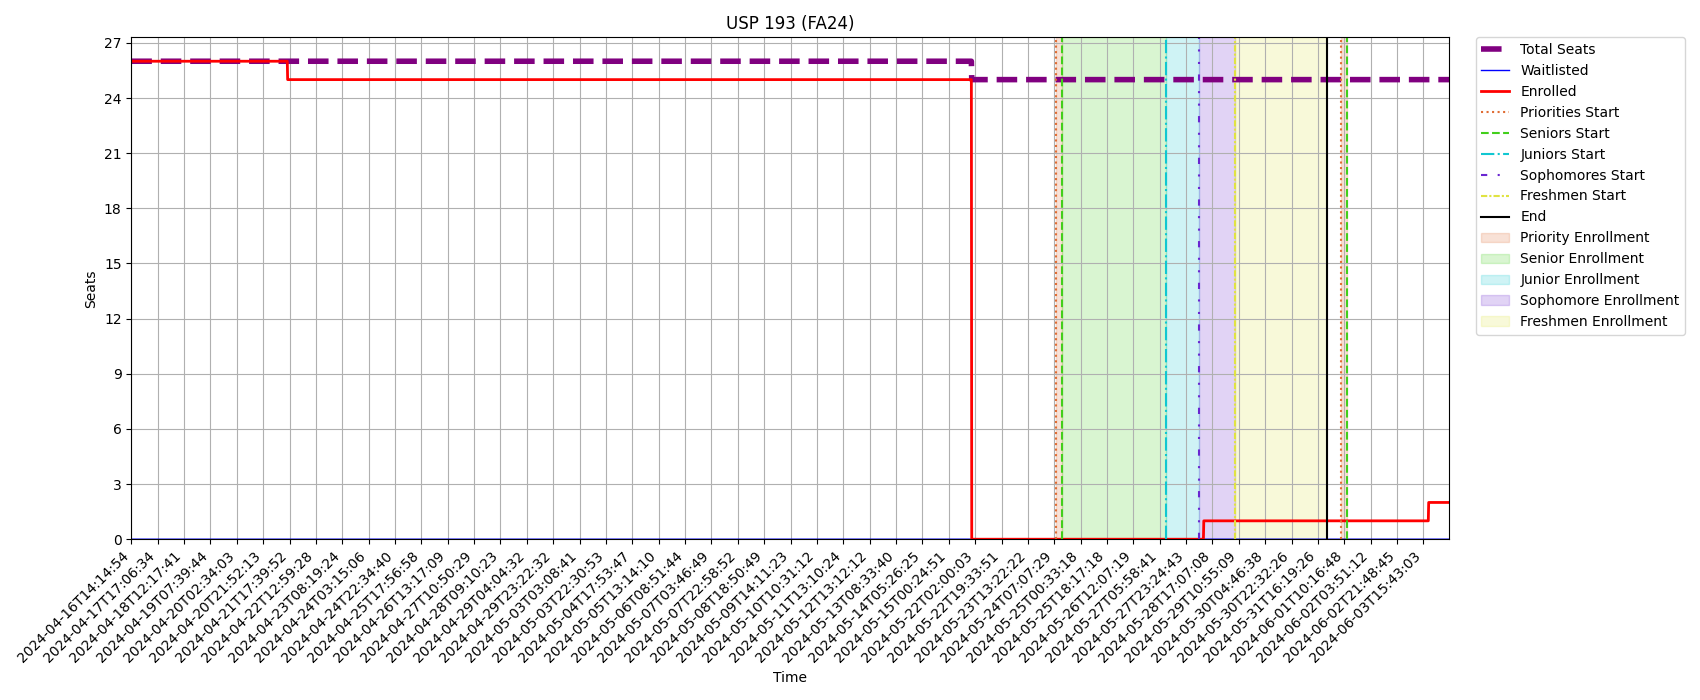 USP 193 (FA24)
Seats
27
24
21
18
15
12
9
6
3
0
2024-04-16T14:14:54
2024-04-17T17:06:34
2024-04-18T12:17:41
2024-04-19T07:39:44
2024-04-20T02:34:03
2024-04-20T21:52:13
2024-04-21T17:39:52
2024-04-22T12:59:28
2024-04-23T08:19:24
2024-04-24T03:15:06
2024-04-24T22:34:40
2024-04-25T17:56:58
2024-04-26T13:17:09
2024-04-27T10:50:29
2024-04-28T09:10:23
2024-04-29T04:04:32
2024-04-29T23:22:32
2024-05-03T03:08:41
2024-05-03T22:30:53
2024-05-04T17:53:47
2024-05-05T13:14:10
2024-05-06T08:51:44
2024-05-07T03:46:49
2024-05-07T22:58:52
2024-05-08T18:50:49
2024-05-09T14:11:23
2024-05-10T10:31:12
2024-05-11T13:10:24
2024-05-12T13:12:12
2024-05-13T08:33:40
2024-05-14T05:26:25
2024-05-15T00:24:51
2024-05-22T02:00:03
2024-05-22T19:33:51
2024-05-23T13:22:22
2024-05-24T07:07:29
2024-05-25T00:33:18
2024-05-25T18:17:18
2024-05-26T12:07:19
2024-05-27T05:58:41
2024-05-27T23:24:43
2024-05-28T17:07:08
2024-05-29T10:55:09
2024-05-30T04:46:38
2024-05-30T22:32:26
2024-05-31T16:19:26
2024-06-01T10:16:48
2024-06-02T03:51:12
2024-06-02T21:48:45
2024-06-03T15:43:03
Time
Total Seats
Waitlisted
Enrolled
Priorities Start
Seniors Start
Juniors Start
Sophomores Start
Freshmen Start
End
Priority Enrollment
Senior Enrollment
Junior Enrollment
Sophomore Enrollment
Freshmen Enrollment